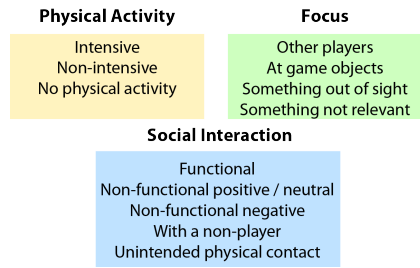 Physical Activity
Intensive
Non-intensive
No physical activity
Focus
Other players
At game objects
Something out of sight
Something not relevant
Social Interaction
Functional
Non-functional positive / neutral
Non-functional negative
With a non-player
Unintended physical contact